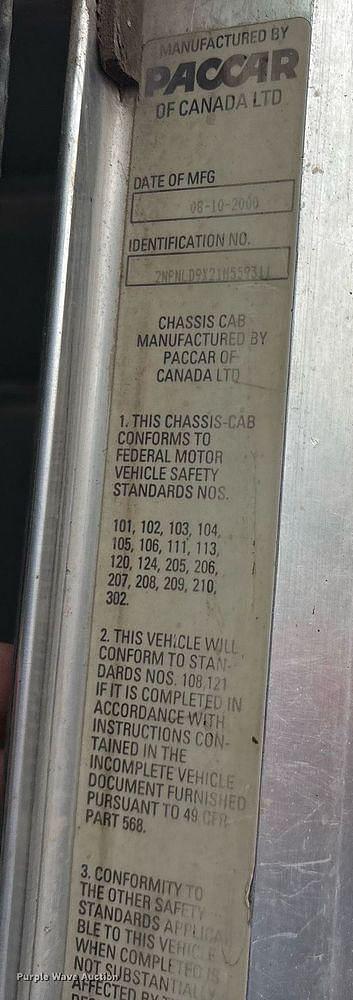 MANUFACTURED BY
PACCAR
OF CANADA LTD
DATE OF MFG
08-10-2000
IDENTIFICATION NO.
CHASSIS CAB
MANUFACTURED BY
PACCAR OF
CANADA LTD
1. THIS CHASSIS-CAB
CONFORMS TO
FEDERAL MOTOR
VEHICLE SAFETY
STANDARDS NOS.
101, 102, 103, 104,
105, 106, 111, 113,
120, 124, 205, 206,
207, 208, 209, 210,
302.
2. THIS VEHICLE WILL
CONFORM TO STAN-
DARDS NOS. 108,121
IF IT IS COMPLETED IN
ACCORDANCE WITH
INSTRUCTIONS CON-
TAINED IN THE
INCOMPLETE VEHICLE
DOCUMENT FURNISHED
PURSUANT TO 49 CFR
PART 568.
3. CONFORMITY TO
THE OTHER SAFETY
STANDARDS APPLICA-
BLE TO THIS VEHICLE
WHEN COMPLETED IS
NOT SUBSTANTIALLY
AFFECTED BY
Purple Wave Auction